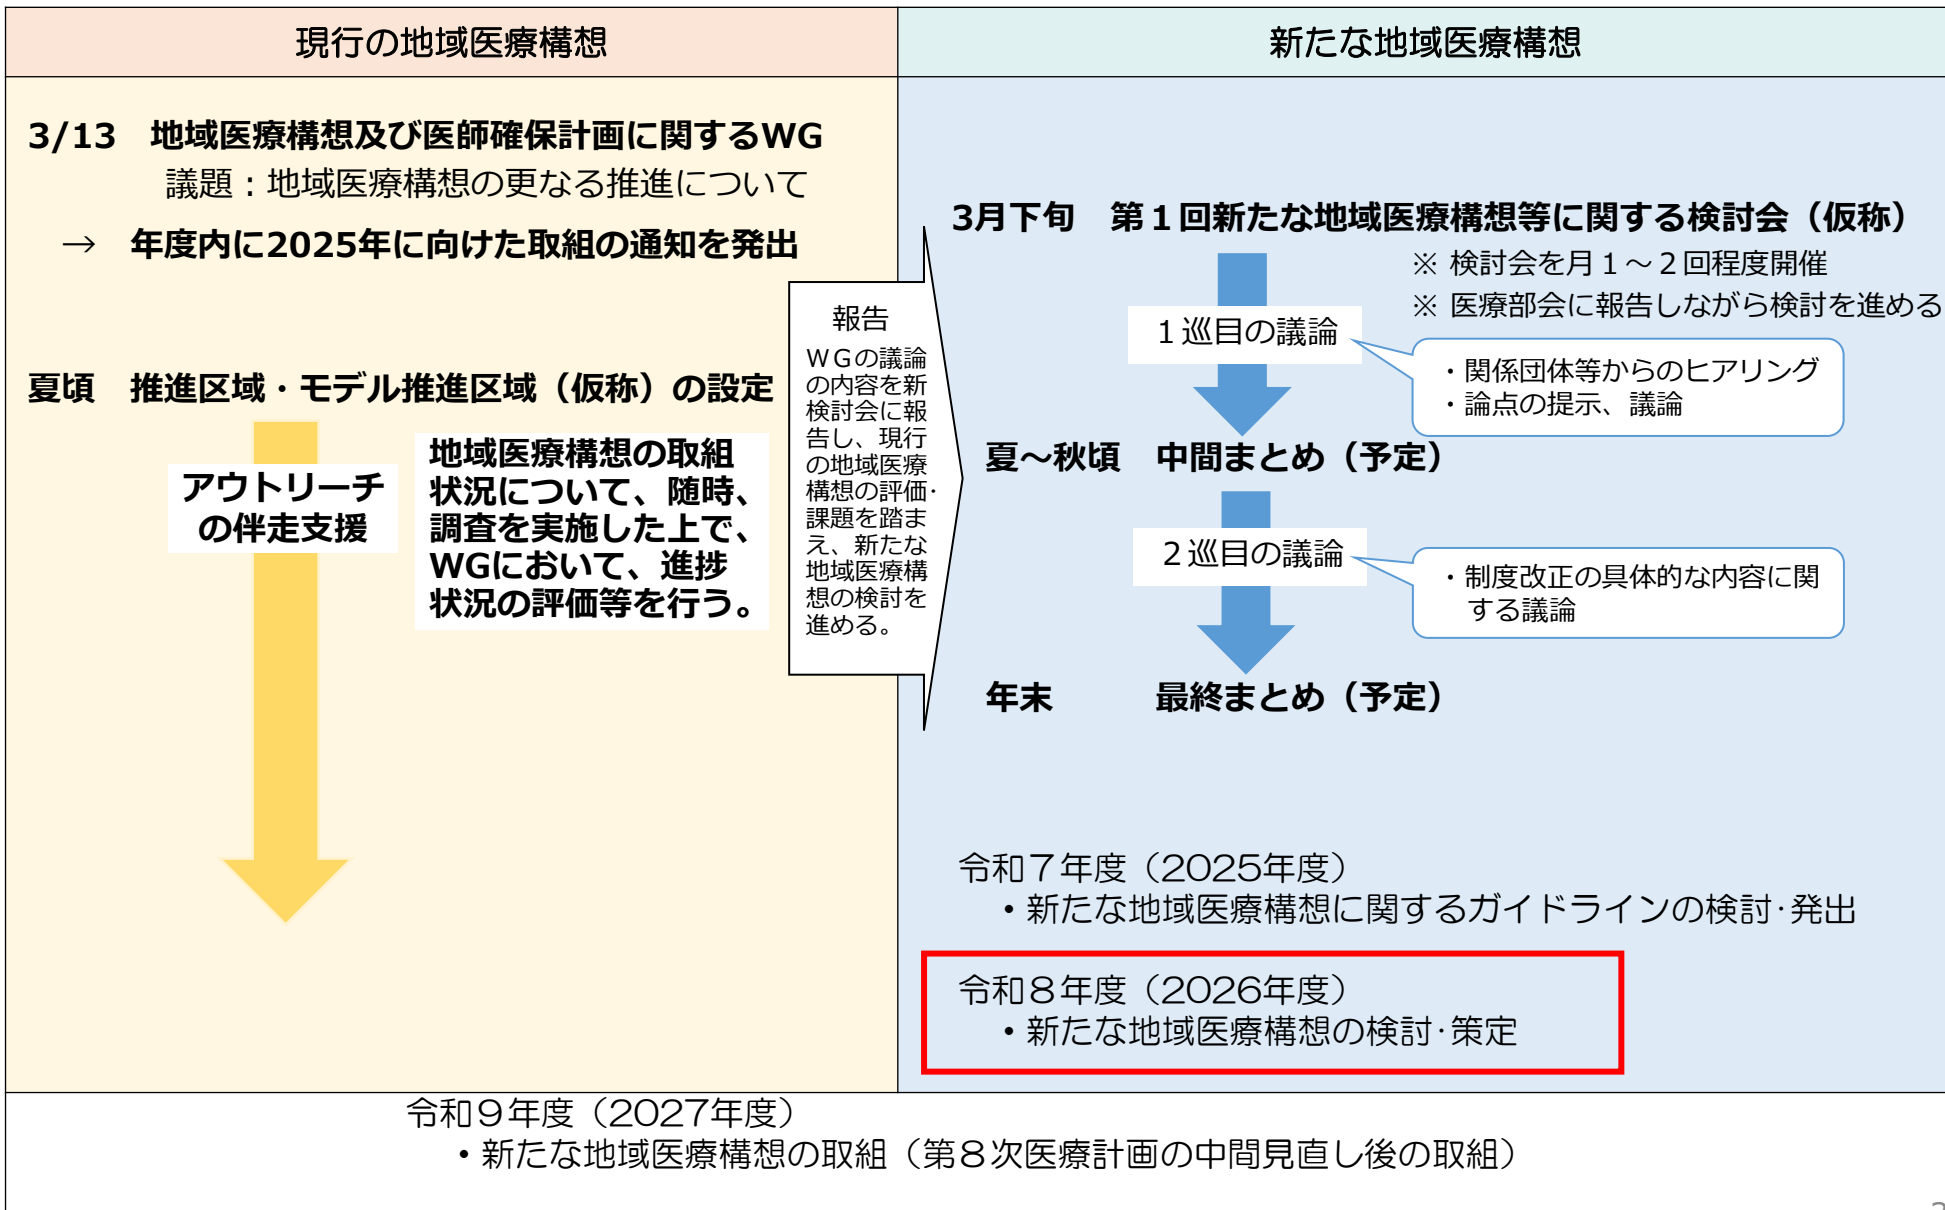 現行の地域医療構想
新たな地域医療構想
3/13 地域医療構想及び医師確保計画に関するWG
議題：地域医療構想の更なる推進について
→ 年度内に2025年に向けた取組の通知を発出
夏頃 推進区域・モデル推進区域（仮称）の設定
アウトリーチ
の伴走支援
地域医療構想の取組
状況について、随時、
調査を実施した上で、
WGにおいて、進捗
状況の評価等を行う。
報告
ＷＧの議論
の内容を新
検討会に報
告し、現行
の地域医療
構想の評価･
課題を踏ま
え、新たな
地域医療構
想の検討を
進める。
3月下旬 第１回新たな地域医療構想等に関する検討会（仮称）
※ 検討会を月１～２回程度開催
※ 医療部会に報告しながら検討を進める
１巡目の議論
・関係団体等からのヒアリング
・論点の提示、議論
夏～秋頃 中間まとめ（予定）
２巡目の議論
・制度改正の具体的な内容に関
する議論
年末 最終まとめ（予定）
令和７年度（2025年度）
・新たな地域医療構想に関するガイドラインの検討･発出
令和８年度（2026年度）
・新たな地域医療構想の検討･策定
令和９年度（2027年度）
・新たな地域医療構想の取組（第８次医療計画の中間見直し後の取組）